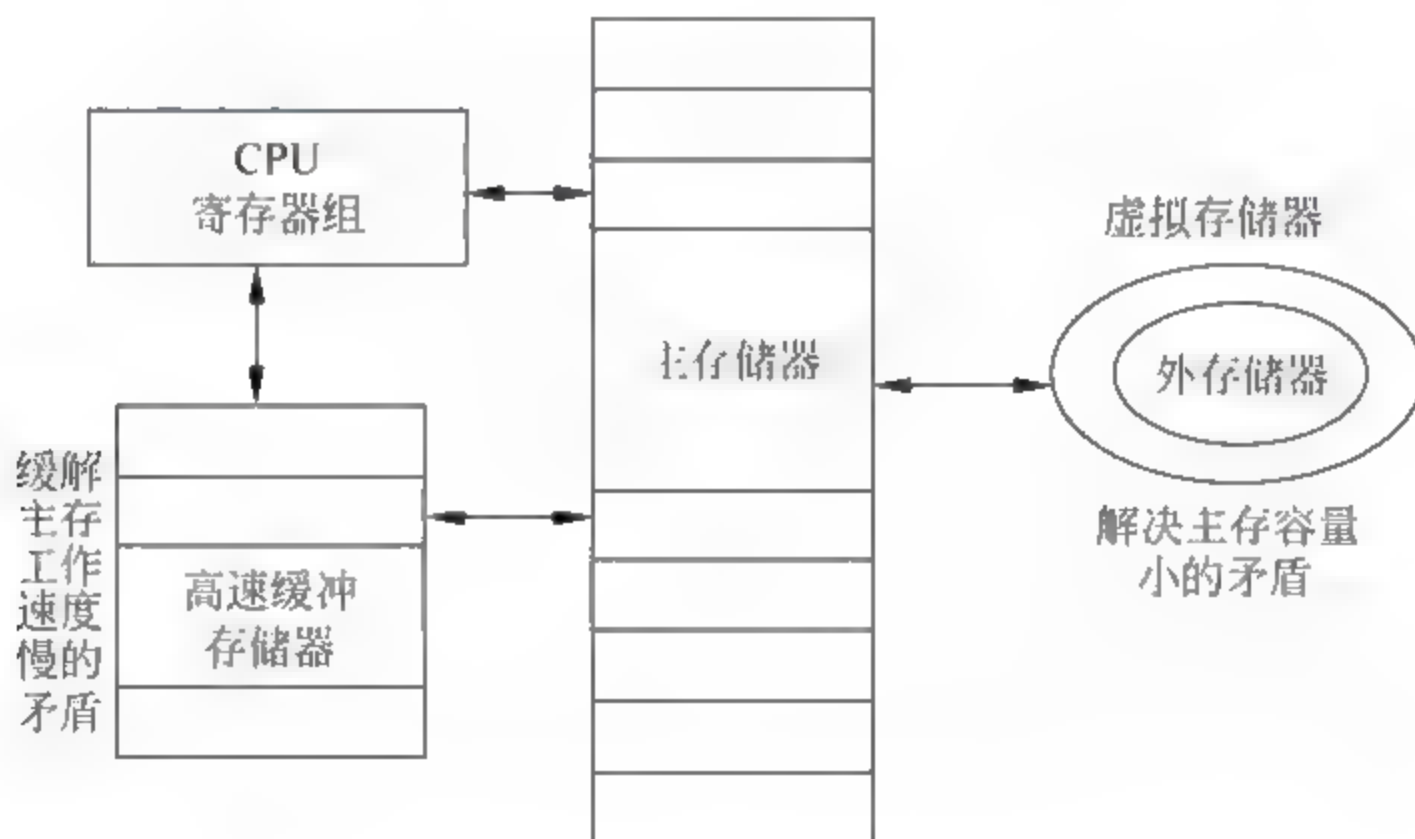 CPU
寄存器组
虚拟存储器
主存储器
外存储器
缓解
主存
工作
速度
慢的
矛盾
高速缓冲
存储器
解决主存容量
小的矛盾